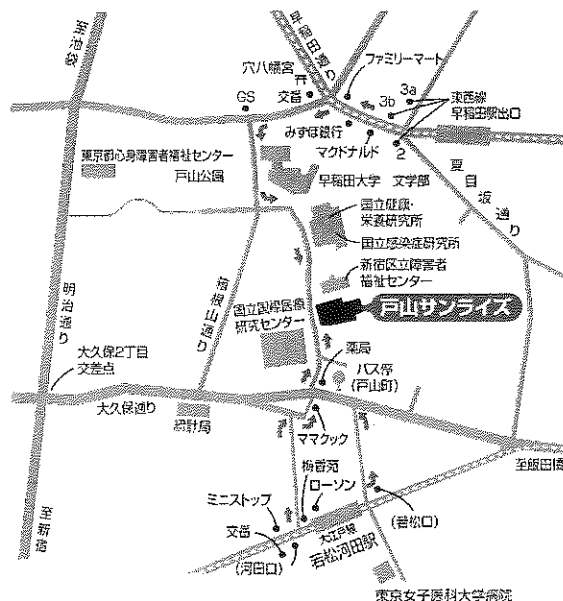 至池袋
早稲田通り
穴八幡宮
ファミリーマート
GS
交番
3b
3a
東西線
早稲田駅出口
みずほ銀行
マクドナルド
2
東京都心身障害者福祉センター
戸山公園
早稲田大学 文学部
夏目坂通り
国立健康・
栄養研究所
国立感染症研究所
新宿区立障害者
福祉センター
明治通り
箱根山通り
国立国際医療
研究センター
戸山サンライズ
大久保2丁目
交差点
薬局
バス停
(戸山町)
大久保通り
統計局
ママクック
至飯田橋
梅香苑
ローソン
ミニストップ
至新宿
交番
(河田口)
大江戸線
若松河田駅
(若松口)
東京女子医科大学病院